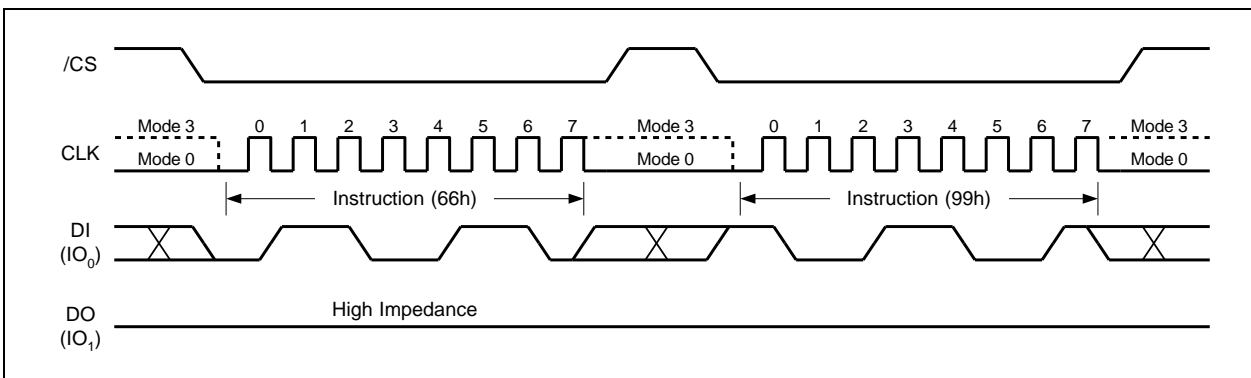 /CS
Mode 3 0 1 2 3 4 5 6 7 Mode 3 0 1 2 3 4 5 6 7 Mode 3
CLK
Mode 0 Mode 0 Mode 0
Instruction (66h) Instruction (99h)
DI
(IO₀)
High Impedance
DO
(IO₁)